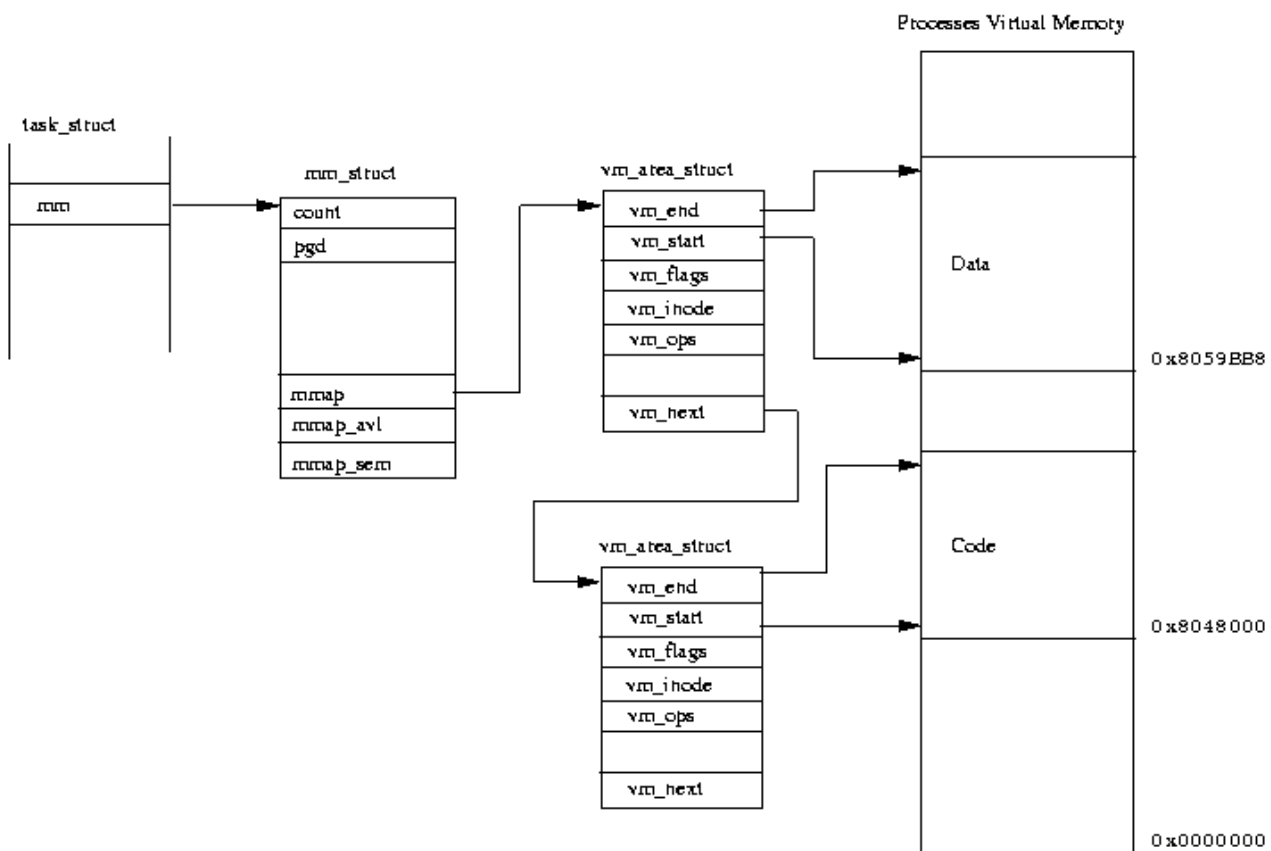 Processes Virtual Memory
task_struct
mm
mm_struct
count
pgd
mmap
mmap_avl
mmap_sem
vm_area_struct
vm_end
vm_start
vm_flags
vm_inode
vm_ops
vm_next
vm_area_struct
vm_end
vm_start
vm_flags
vm_inode
vm_ops
vm_next
Data
0x8059BB8
Code
0x8048000
0x0000000